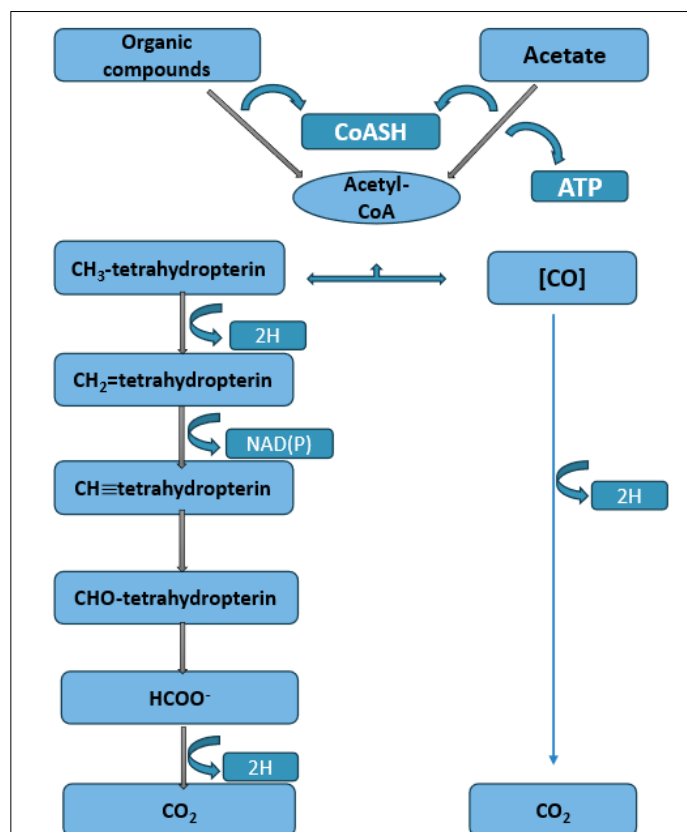 Organic
compounds
Acetate
CoASH
ATP
Acetyl-
CoA
CH₃-tetrahydropterin
[CO]
2H
CH₂=tetrahydropterin
NAD(P)
CH≡tetrahydropterin
2H
CHO-tetrahydropterin
HCOO⁻
2H
CO₂
CO₂